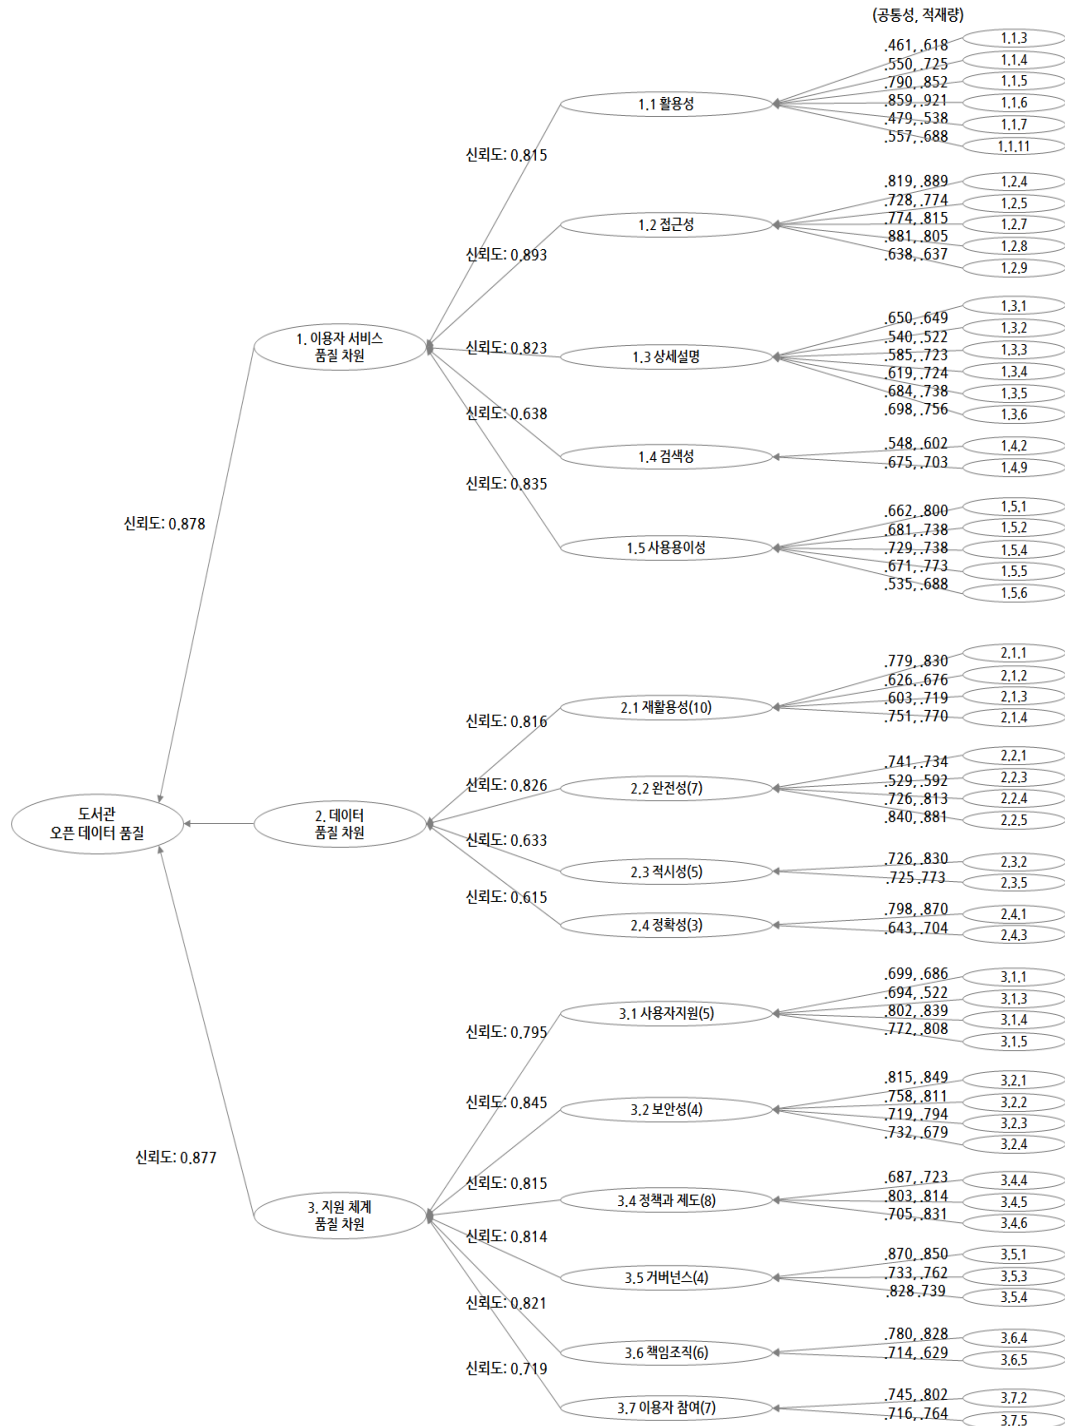 (공통성, 적재량)
.461, .618
1.1.3
.550, .725
1.1.4
.790, .852
1.1.5
1.1 활용성
.859, .921
1.1.6
.479, .538
1.1.7
.557, .688
1.1.11
신뢰도: 0.815
.819, .889
1.2.4
.728, .774
1.2.5
1.2 접근성
.774, .815
1.2.7
.881, .805
1.2.8
.638, .637
1.2.9
신뢰도: 0.893
1. 이용자 서비스
품질 차원
신뢰도: 0.823
1.3 상세설명
.650, .649
1.3.1
.540, .522
1.3.2
.585, .723
1.3.3
.619, .724
1.3.4
.684, .738
1.3.5
.698, .756
1.3.6
신뢰도: 0.638
1.4 검색성
.548, .602
1.4.2
.675, .703
1.4.9
신뢰도: 0.835
1.5 사용용이성
.662, .800
1.5.1
.681, .738
1.5.2
.729, .738
1.5.4
.671, .773
1.5.5
.535, .688
1.5.6
신뢰도: 0.878
신뢰도: 0.816
2.1 재활용성(10)
.779, .830
2.1.1
.626, .676
2.1.2
.603, .719
2.1.3
.751, .770
2.1.4
신뢰도: 0.826
2.2 완전성(7)
.741, .734
2.2.1
.529, .592
2.2.3
.726, .813
2.2.4
.840, .881
2.2.5
도서관
오픈 데이터 품질
2. 데이터
품질 차원
신뢰도: 0.633
2.3 적시성(5)
.726, .830
2.3.2
.725 .773
2.3.5
신뢰도: 0.615
2.4 정확성(3)
.798, .870
2.4.1
.643, .704
2.4.3
신뢰도: 0.795
3.1 사용자지원(5)
.699, .686
3.1.1
.694, .522
3.1.3
.802, .839
3.1.4
.772, .808
3.1.5
신뢰도: 0.845
3.2 보안성(4)
.815, .849
3.2.1
.758, .811
3.2.2
.719, .794
3.2.3
.732, .679
3.2.4
신뢰도: 0.877
신뢰도: 0.815
3.4 정책과 제도(8)
.687, .723
3.4.4
.803, .814
3.4.5
.705, .831
3.4.6
3. 지원 체계
품질 차원
신뢰도: 0.814
3.5 거버넌스(4)
.870, .850
3.5.1
.733, .762
3.5.3
.828 .739
3.5.4
신뢰도: 0.821
3.6 책임조직(6)
.780, .828
3.6.4
.714, .629
3.6.5
신뢰도: 0.719
3.7 이용자 참여(7)
.745, .802
3.7.2
.716, .764
3.7.5